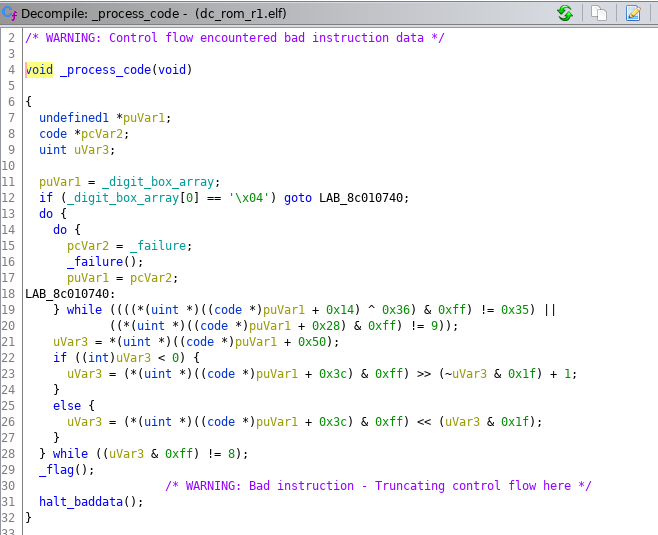 Decompile: _process_code - (dc_rom_r1.elf)
2 /* WARNING: Control flow encountered bad instruction data */
3
4 void _process_code(void)
5
6 {
7   undefined1 *puVar1;
8   code *pcVar2;
9   uint uVar3;
10
11   puVar1 = _digit_box_array;
12   if (_digit_box_array[0] == '\x04') goto LAB_8c010740;
13   do {
14     do {
15       pcVar2 = _failure;
16       _failure();
17       puVar1 = pcVar2;
18 LAB_8c010740:
19     } while ((((*(uint *)((code *)puVar1 + 0x14) ^ 0x36) & 0xff) != 0x35) ||
20             ((*(uint *)((code *)puVar1 + 0x28) & 0xff) != 9));
21     uVar3 = *(uint *)((code *)puVar1 + 0x50);
22     if ((int)uVar3 < 0) {
23       uVar3 = (*(uint *)((code *)puVar1 + 0x3c) & 0xff) >> (~uVar3 & 0x1f) + 1;
24     }
25     else {
26       uVar3 = (*(uint *)((code *)puVar1 + 0x3c) & 0xff) << (uVar3 & 0x1f);
27     }
28   } while ((uVar3 & 0xff) != 8);
29   _flag();
30                     /* WARNING: Bad instruction - Truncating control flow here */
31   halt_baddata();
32 }
33